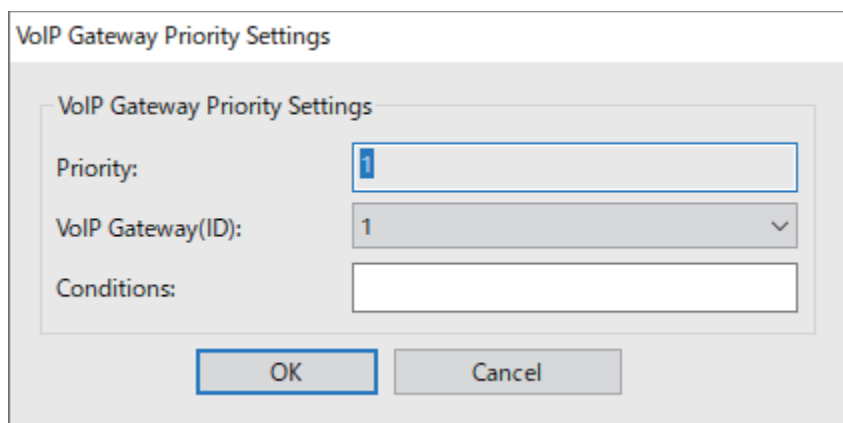 VoIP Gateway Priority Settings
VoIP Gateway Priority Settings
Priority: 1
VoIP Gateway(ID): 1
Conditions:
OK Cancel